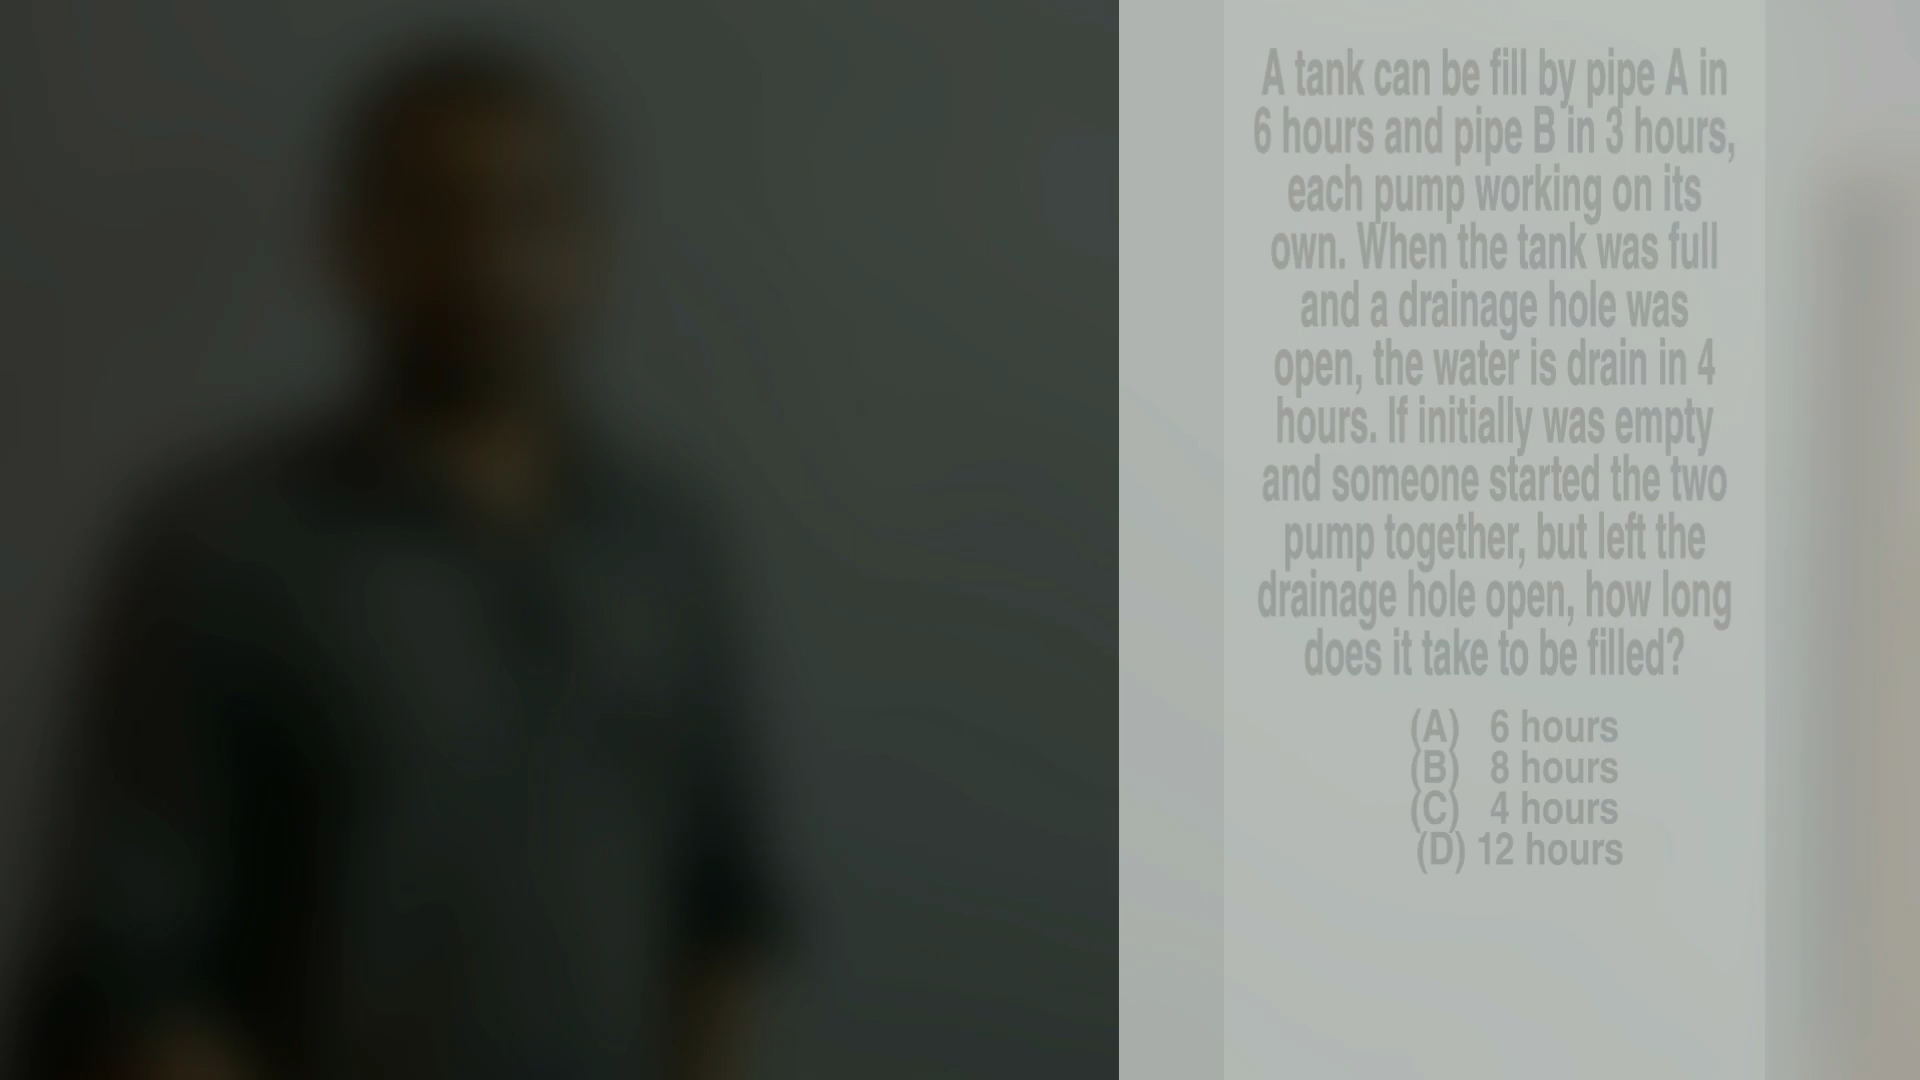 A tank can be fill by pipe A in
6 hours and pipe B in 3 hours,
each pump working on its
own. When the tank was full
and a drainage hole was
open, the water is drain in 4
hours. If initially was empty
and someone started the two
pump together, but left the
drainage hole open, how long
does it take to be filled?
(A) 6 hours
(B) 8 hours
(C) 4 hours
(D) 12 hours